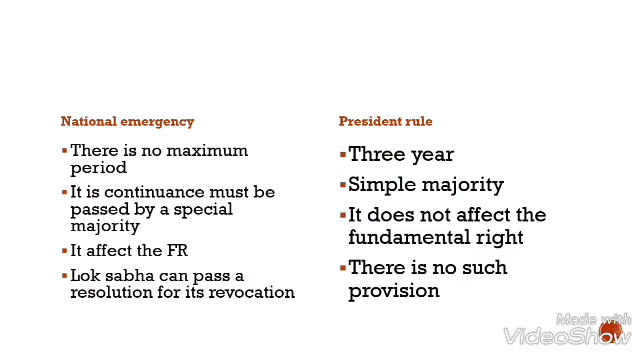 National emergency
▪There is no maximum
period
▪It is continuance must be
passed by a special
majority
▪It affect the FR
▪Lok sabha can pass a
resolution for its revocation
President rule
▪Three year
▪Simple majority
▪It does not affect the
fundamental right
▪There is no such
provision
Made with
VideoShow